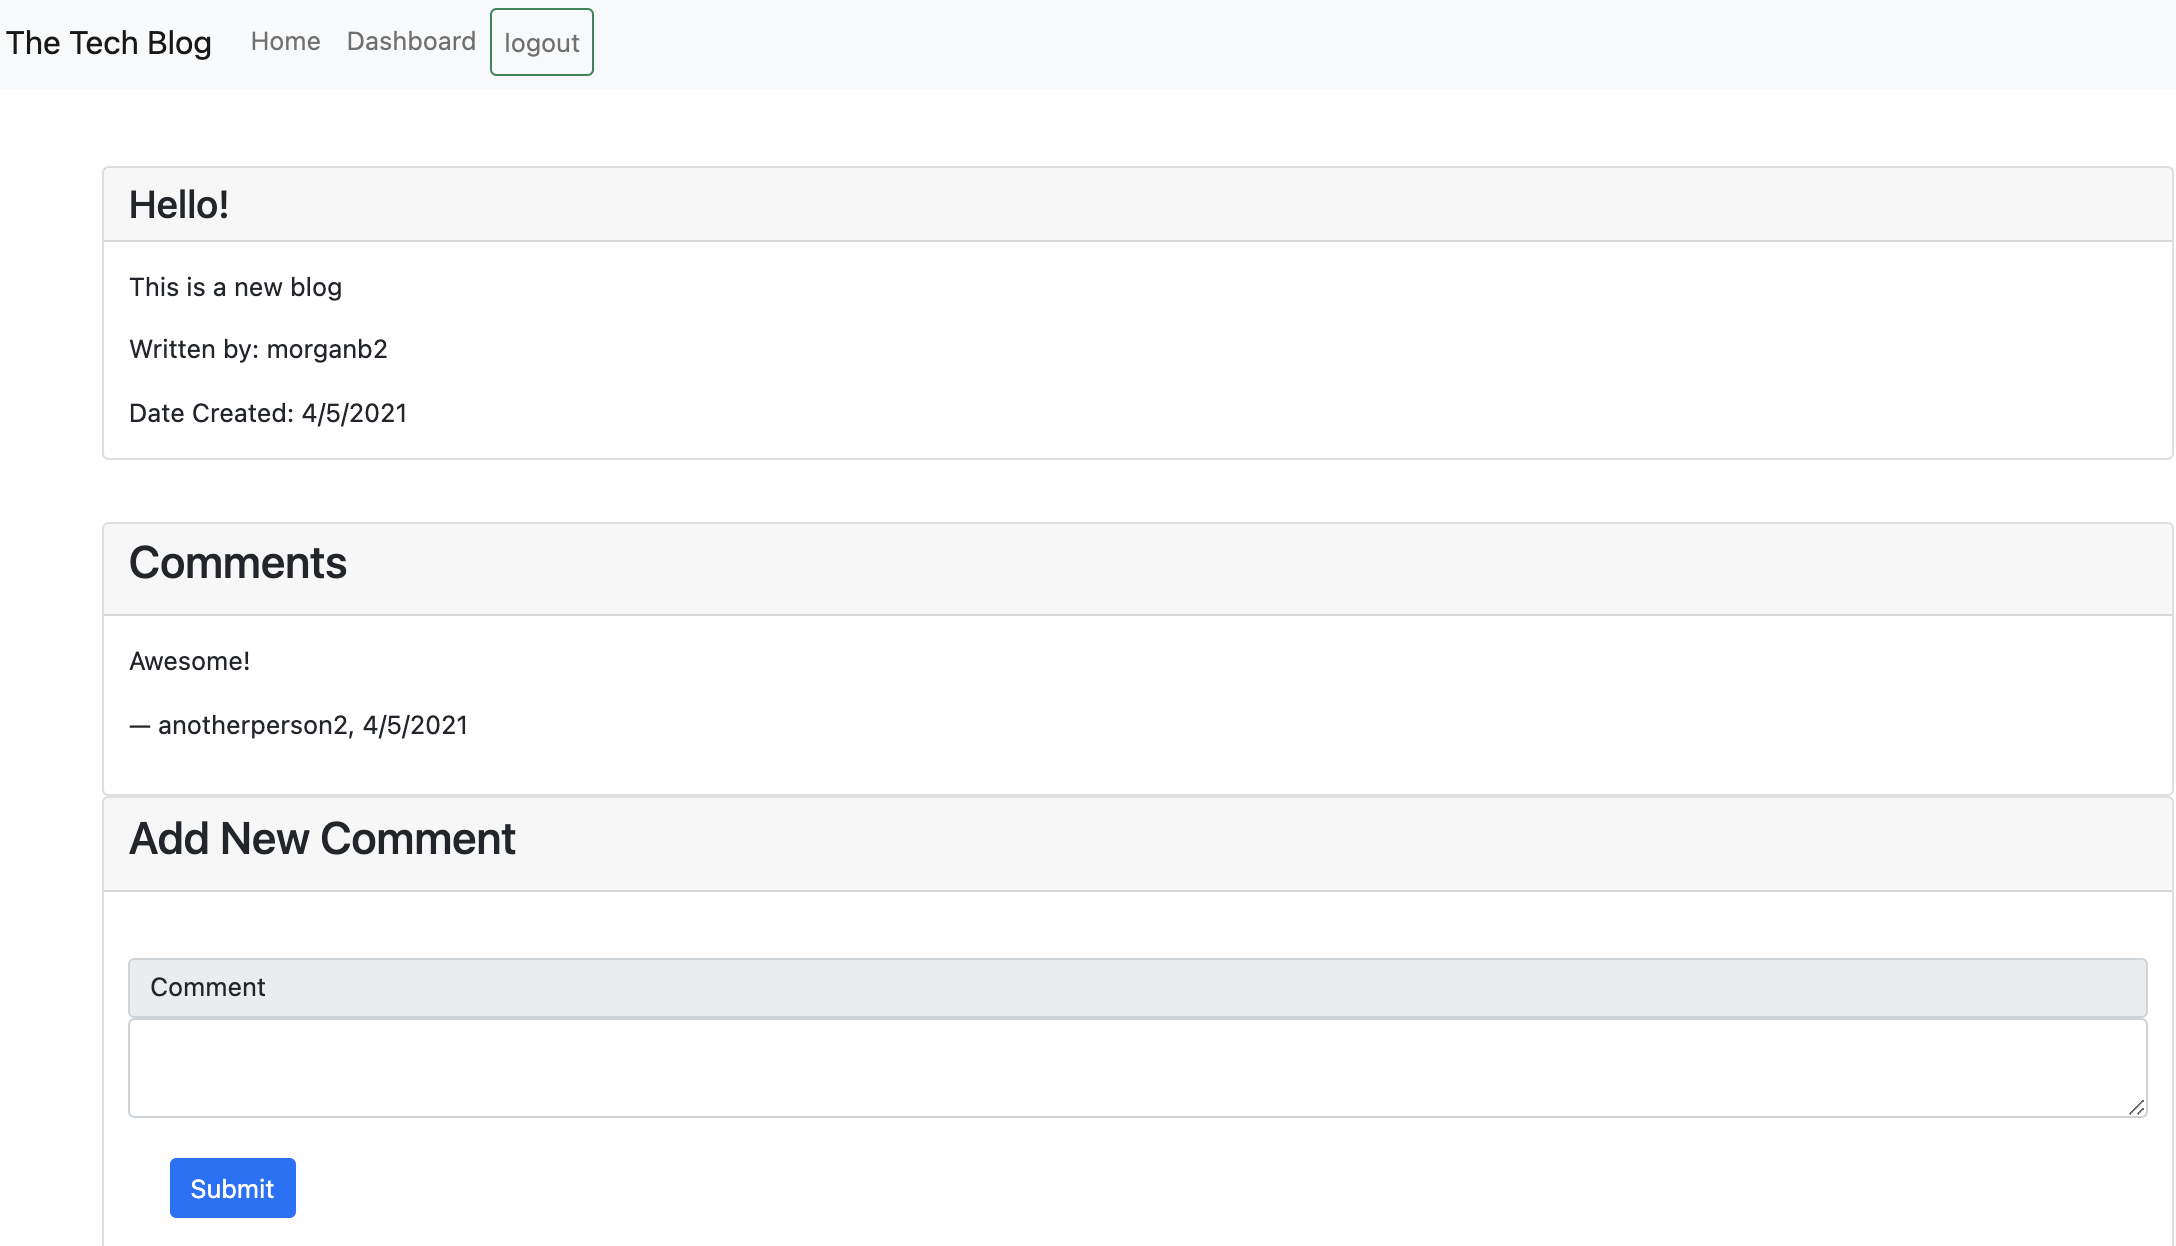 The Tech Blog Home Dashboard logout
Hello!
This is a new blog
Written by: morganb2
Date Created: 4/5/2021
Comments
Awesome!
— anotherperson2, 4/5/2021
Add New Comment
Comment
Submit